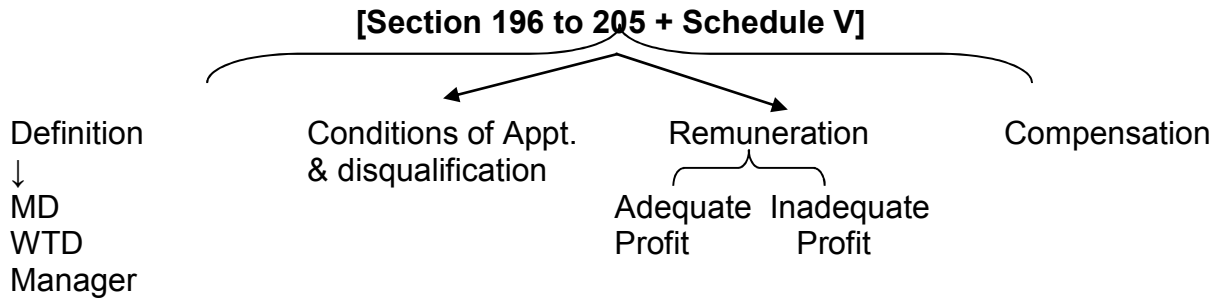 [Section 196 to 205 + Schedule V]
Definition Conditions of Appt. Remuneration Compensation
↓ & disqualification
MD Adequate Inadequate
WTD Profit Profit
Manager